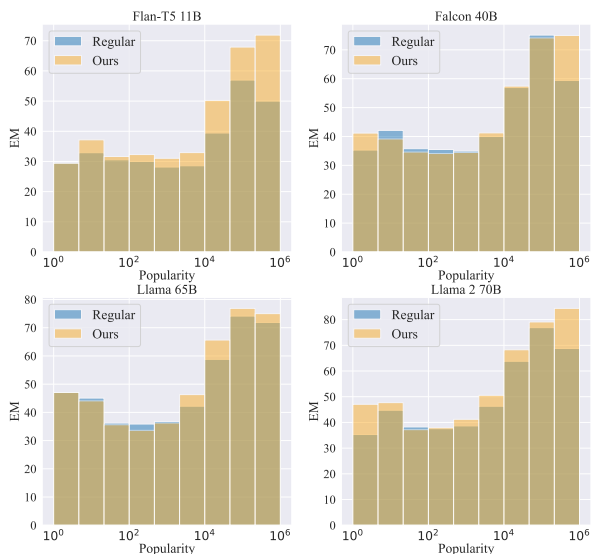 Flan-T5 11B
Regular
Ours
EM
70
60
50
40
30
20
10
0
10^0
10^2
10^4
10^6
Popularity
Falcon 40B
Regular
Ours
EM
70
60
50
40
30
20
10
0
10^0
10^2
10^4
10^6
Popularity
Llama 65B
Regular
Ours
EM
80
70
60
50
40
30
20
10
0
10^0
10^2
10^4
10^6
Popularity
Llama 2 70B
Regular
Ours
EM
80
70
60
50
40
30
20
10
0
10^0
10^2
10^4
10^6
Popularity